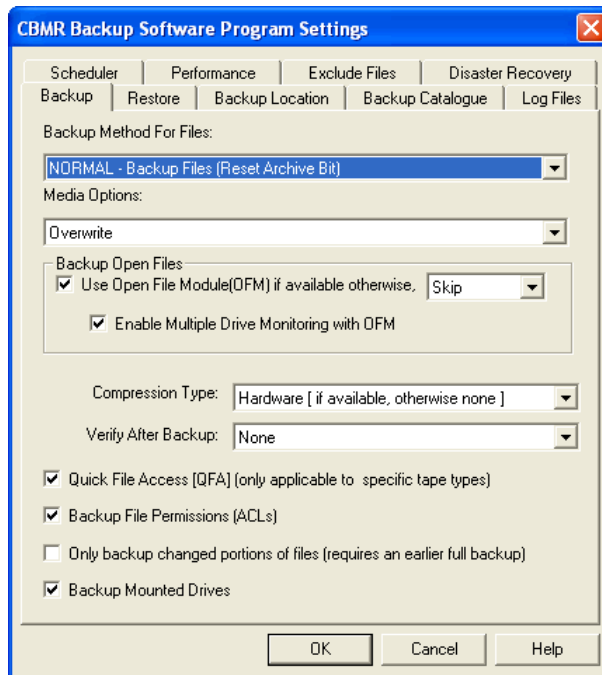 CBMR Backup Software Program Settings
Scheduler Performance Exclude Files Disaster Recovery
Backup Restore Backup Location Backup Catalogue Log Files
Backup Method For Files:
NORMAL - Backup Files (Reset Archive Bit)
Media Options:
Overwrite
Backup Open Files
Use Open File Module(OFM) if available otherwise, Skip
Enable Multiple Drive Monitoring with OFM
Compression Type: Hardware [ if available, otherwise none ]
Verify After Backup: None
Quick File Access [QFA] (only applicable to specific tape types)
Backup File Permissions (ACLs)
Only backup changed portions of files (requires an earlier full backup)
Backup Mounted Drives
OK Cancel Help